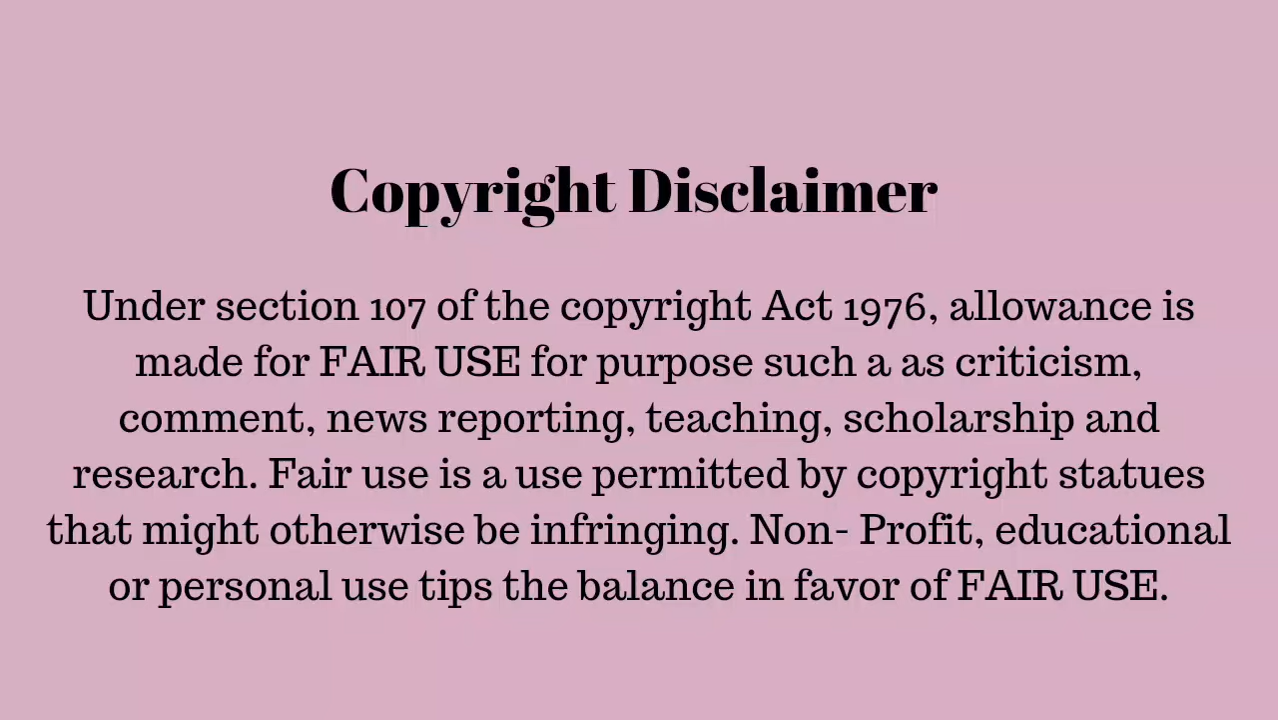 Copyright Disclaimer
Under section 107 of the copyright Act 1976, allowance is
made for FAIR USE for purpose such a as criticism,
comment, news reporting, teaching, scholarship and
research. Fair use is a use permitted by copyright statues
that might otherwise be infringing. Non- Profit, educational
or personal use tips the balance in favor of FAIR USE.